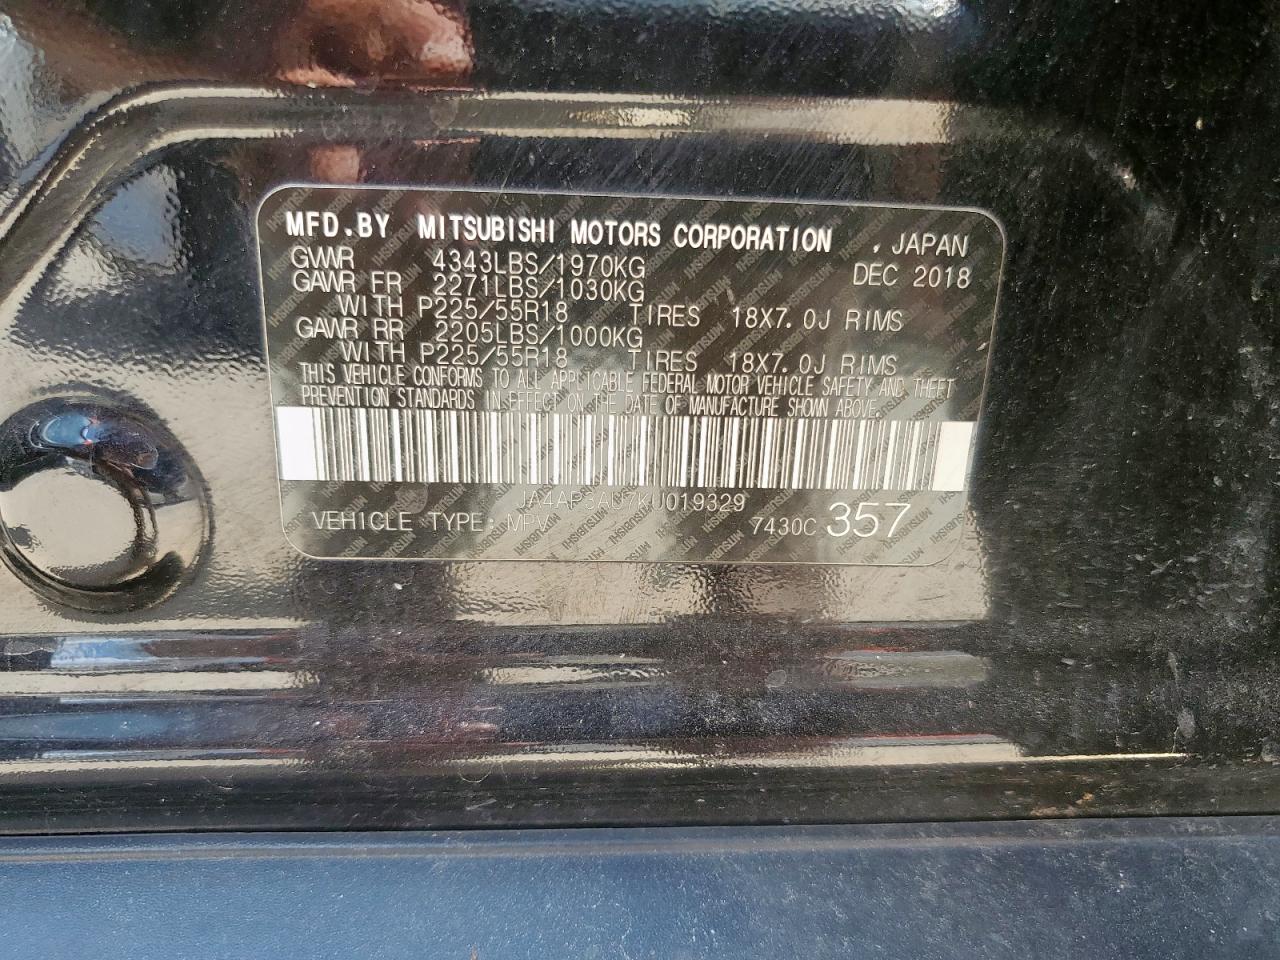 MFD.BY MITSUBISHI MOTORS CORPORATION . JAPAN
GVWR 4343LBS/1970KG DEC 2018
GAWR FR 2271LBS/1030KG
WITH P225/55R18 TIRES 18X7.0J RIMS
GAWR RR 2205LBS/1000KG
WITH P225/55R18 TIRES 18X7.0J RIMS
THIS VEHICLE CONFORMS TO ALL APPLICABLE FEDERAL MOTOR VEHICLE SAFETY AND THEFT
PREVENTION STANDARDS IN EFFECT ON THE DATE OF MANUFACTURE SHOWN ABOVE.
VEHICLE TYPE: MPV 7430C 357